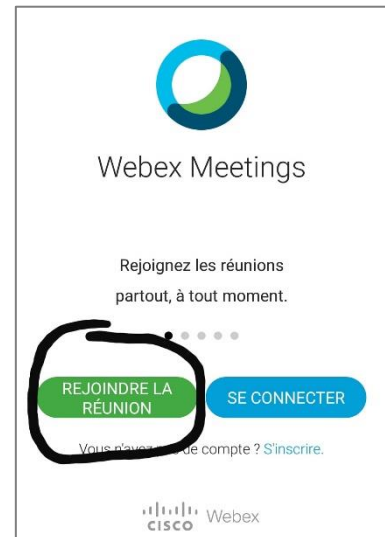 Webex Meetings
Rejoignez les réunions
partout, à tout moment.
REJOINDRE LA
RÉUNION
SE CONNECTER
Vous n'avez pas de compte ? S'inscrire.
CISCO Webex